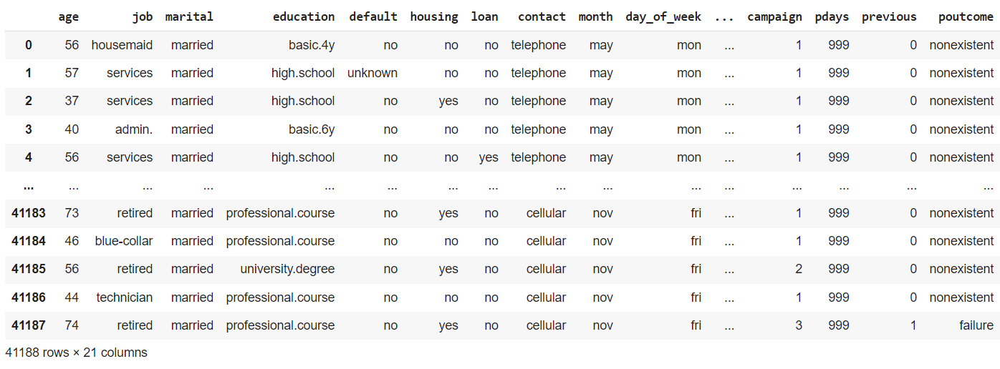 age job marital education default housing loan contact month day_of_week ... campaign pdays previous poutcome
0 56 housemaid married basic.4y no no no telephone may mon ... 1 999 0 nonexistent
1 57 services married high.school unknown no no telephone may mon ... 1 999 0 nonexistent
2 37 services married high.school no yes no telephone may mon ... 1 999 0 nonexistent
3 40 admin. married basic.6y no no no telephone may mon ... 1 999 0 nonexistent
4 56 services married high.school no no yes telephone may mon ... 1 999 0 nonexistent
... ... ... ... ... ... ... ... ... ... ... ... ... ... ... ...
41183 73 retired married professional.course no yes no cellular nov fri ... 1 999 0 nonexistent
41184 46 blue-collar married professional.course no no no cellular nov fri ... 1 999 0 nonexistent
41185 56 retired married university.degree no yes no cellular nov fri ... 2 999 0 nonexistent
41186 44 technician married professional.course no no no cellular nov fri ... 1 999 0 nonexistent
41187 74 retired married professional.course no yes no cellular nov fri ... 3 999 1 failure
41188 rows × 21 columns